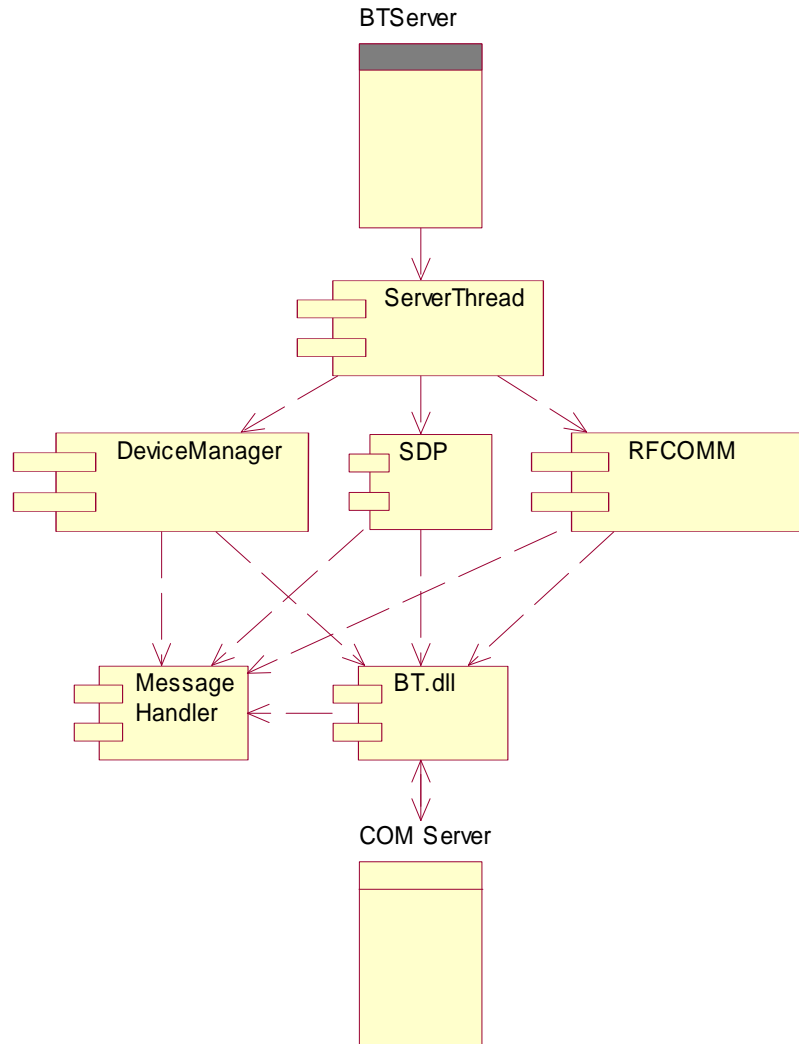 BTServer
ServerThread
DeviceManager
SDP
RFCOMM
Message
Handler
BT.dll
COM Server